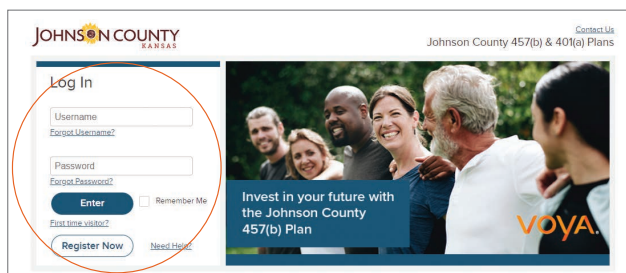 JOHNSON COUNTY
KANSAS
Contact Us
Johnson County 457(b) & 401(a) Plans
Log In
Username
Forgot Username?
Password
Forgot Password?
Enter
Remember Me
First time visitor?
Register Now
Need Help?
Invest in your future with
the Johnson County
457(b) Plan
VOYA.